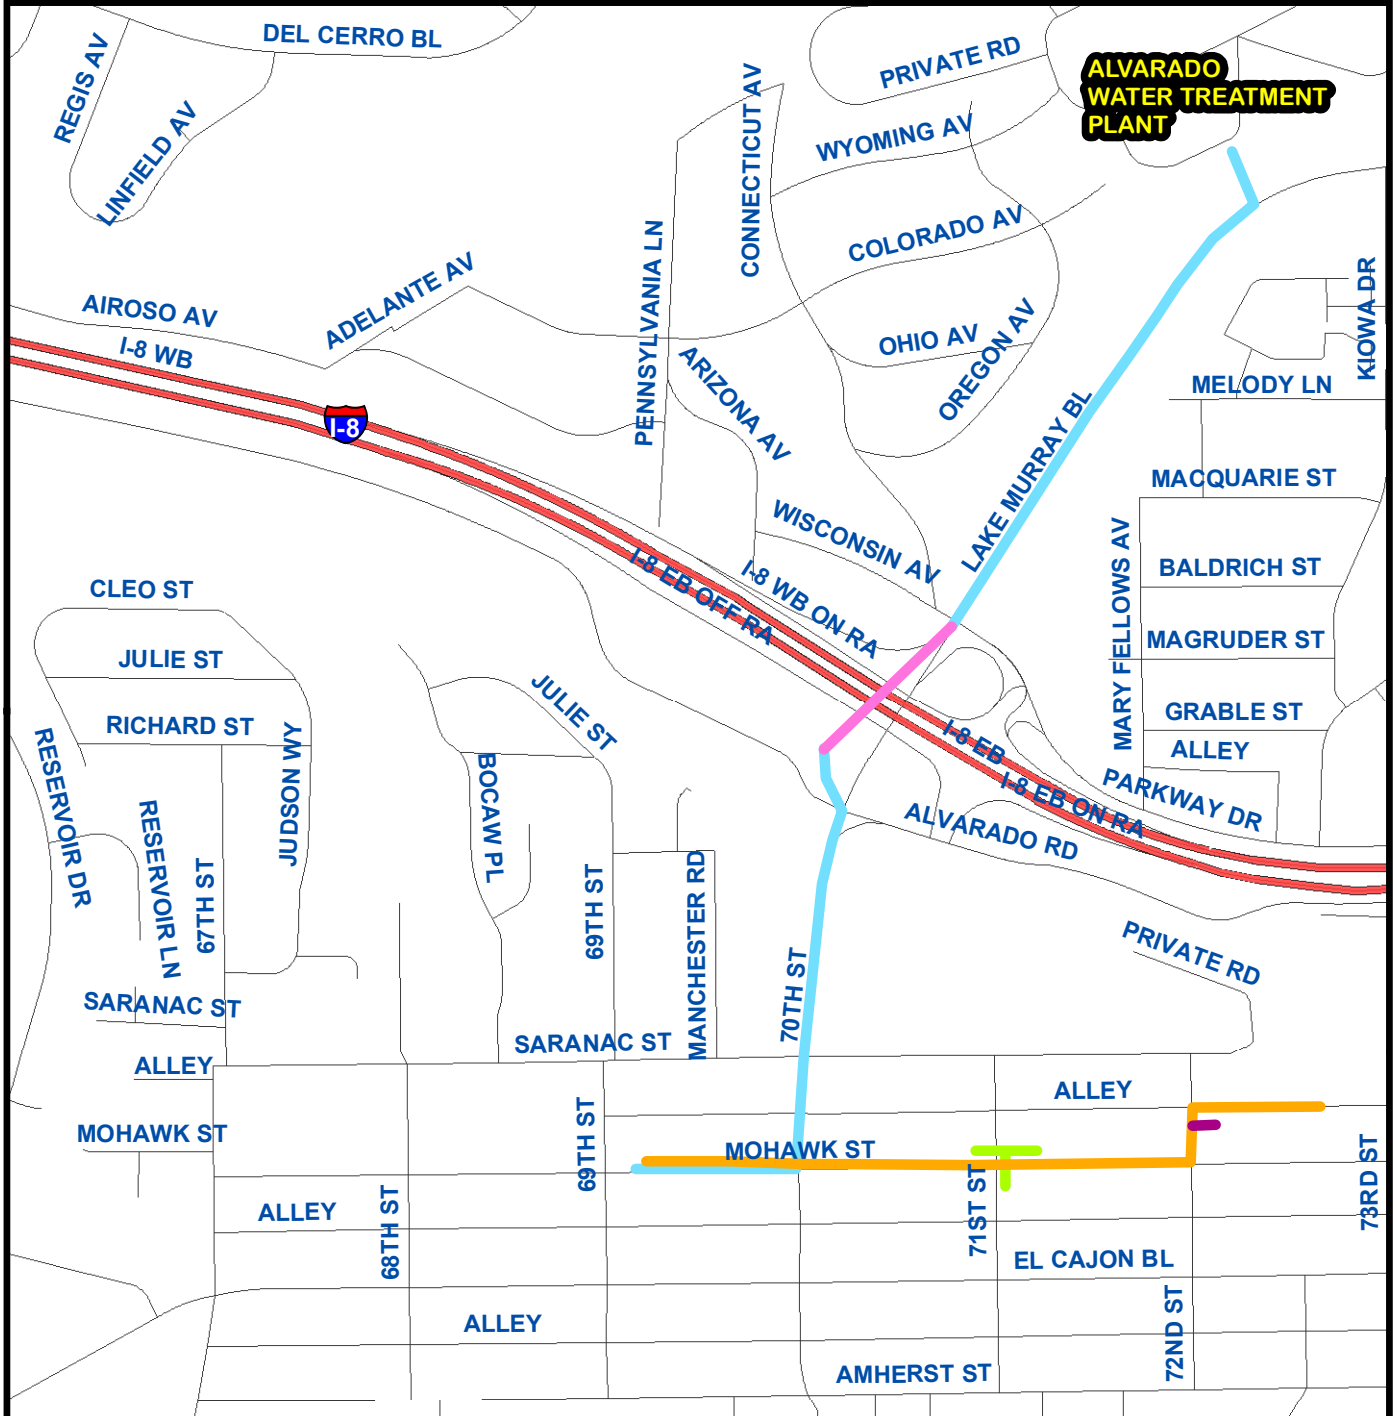 DEL CERRO BL
REGIS AV
LINFIELD AV
PRIVATE RD
ALVARADO
WATER TREATMENT
PLANT
CONNECTICUT AV
WYOMING AV
COLORADO AV
PENNSYLVANIA LN
ADELANTE AV
AIROSO AV
I-8 WB
I-8
ARIZONA AV
OHIO AV
OREGON AV
KIOWA DR
MELODY LN
LAKE MURRAY BL
MACQUARIE ST
WISCONSIN AV
MARY FELLOWS AV
BALDRICH ST
I-8 EB OFF RA
I-8 WB ON RA
MAGRUDER ST
CLEO ST
JULIE ST
JULIE ST
RICHARD ST
GRABLE ST
ALLEY
RESERVOIR DR
JUDSON WY
BOCAW PL
I-8 EB
I-8 EB ON RA
PARKWAY DR
RESERVOIR LN
67TH ST
69TH ST
MANCHESTER RD
ALVARADO RD
PRIVATE RD
70TH ST
SARANAC ST
SARANAC ST
ALLEY
ALLEY
MOHAWK ST
69TH ST
MOHAWK ST
71ST ST
73RD ST
68TH ST
ALLEY
EL CAJON BL
72ND ST
ALLEY
AMHERST ST